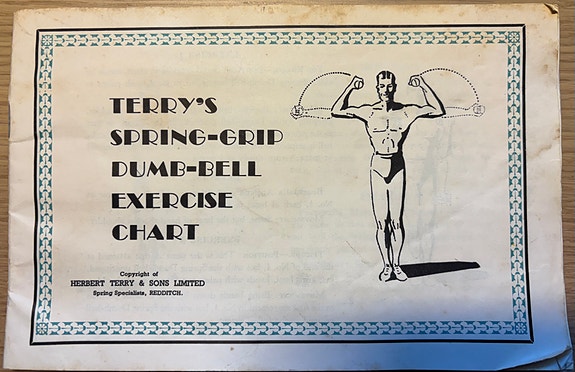 TERRY'S
SPRING-GRIP
DUMB-BELL
EXERCISE
CHART
Copyright of
HERBERT TERRY & SONS LIMITED
Spring Specialists, REDDITCH.